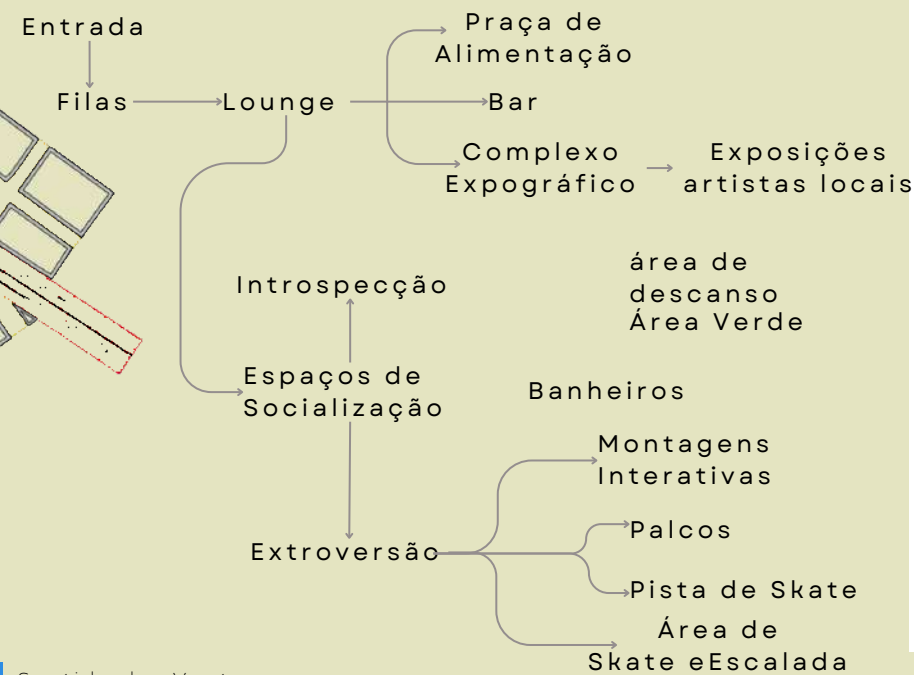 Entrada
Praça de
Alimentação
Filas
Lounge
Bar
Complexo
Expográfico
Exposições
artistas locais
área de
descanso
Área Verde
Introspecção
Espaços de
Socialização
Banheiros
Montagens
Interativas
Extroversão
Palcos
Pista de Skate
Área de
Skate eEscalada